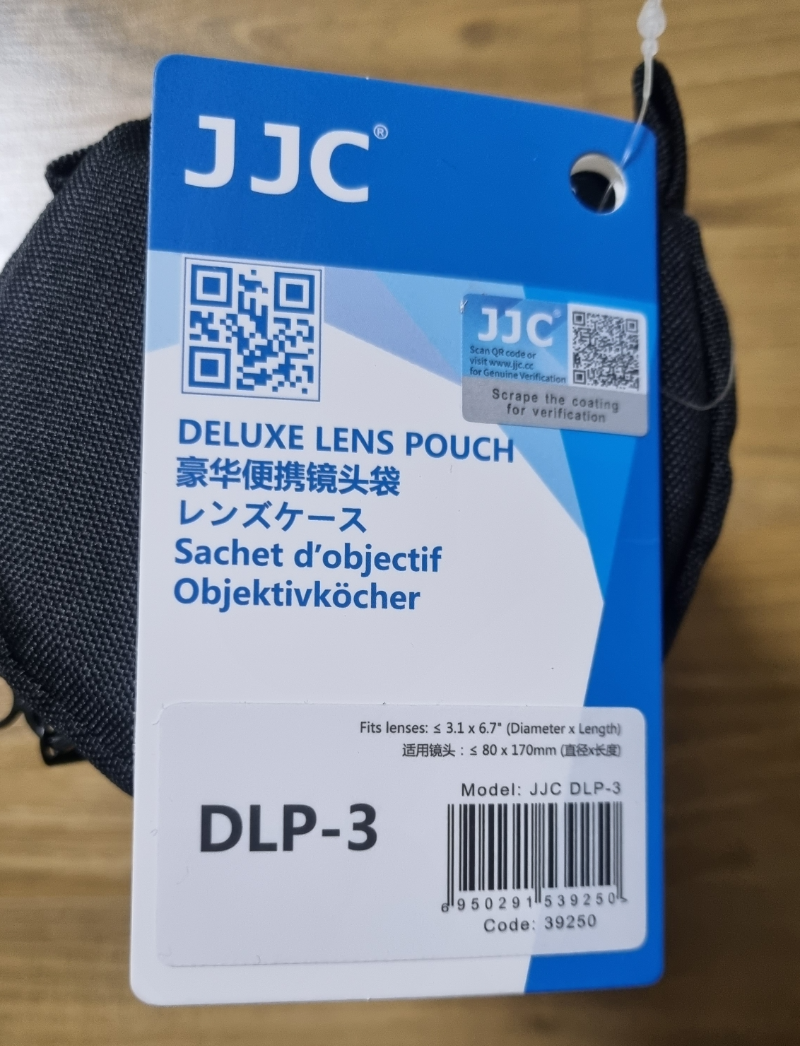 JJC®
JJC®
Scan QR code or
visit www.jjc.cc
for Genuine Verification
Scrape the coating
for verification
DELUXE LENS POUCH
豪华便携镜头袋
レンズケース
Sachet d'objectif
Objektivköcher
Fits lenses: ≤ 3.1 x 6.7" (Diameter x Length)
适用镜头：≤ 80 x 170mm (直径x长度)
DLP-3
Model: JJC DLP-3
6 950291 539250 >
Code: 39250